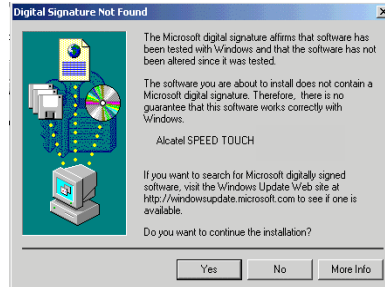 Digital Signature Not Found
The Microsoft digital signature affirms that software has
been tested with Windows and that the software has not
been altered since it was tested.
The software you are about to install does not contain a
Microsoft digital signature. Therefore, there is no
guarantee that this software works correctly with
Windows.
Alcatel SPEED TOUCH
If you want to search for Microsoft digitally signed
software, visit the Windows Update Web site at
http://windowsupdate.microsoft.com to see if one is
available.
Do you want to continue the installation?
Yes No More Info